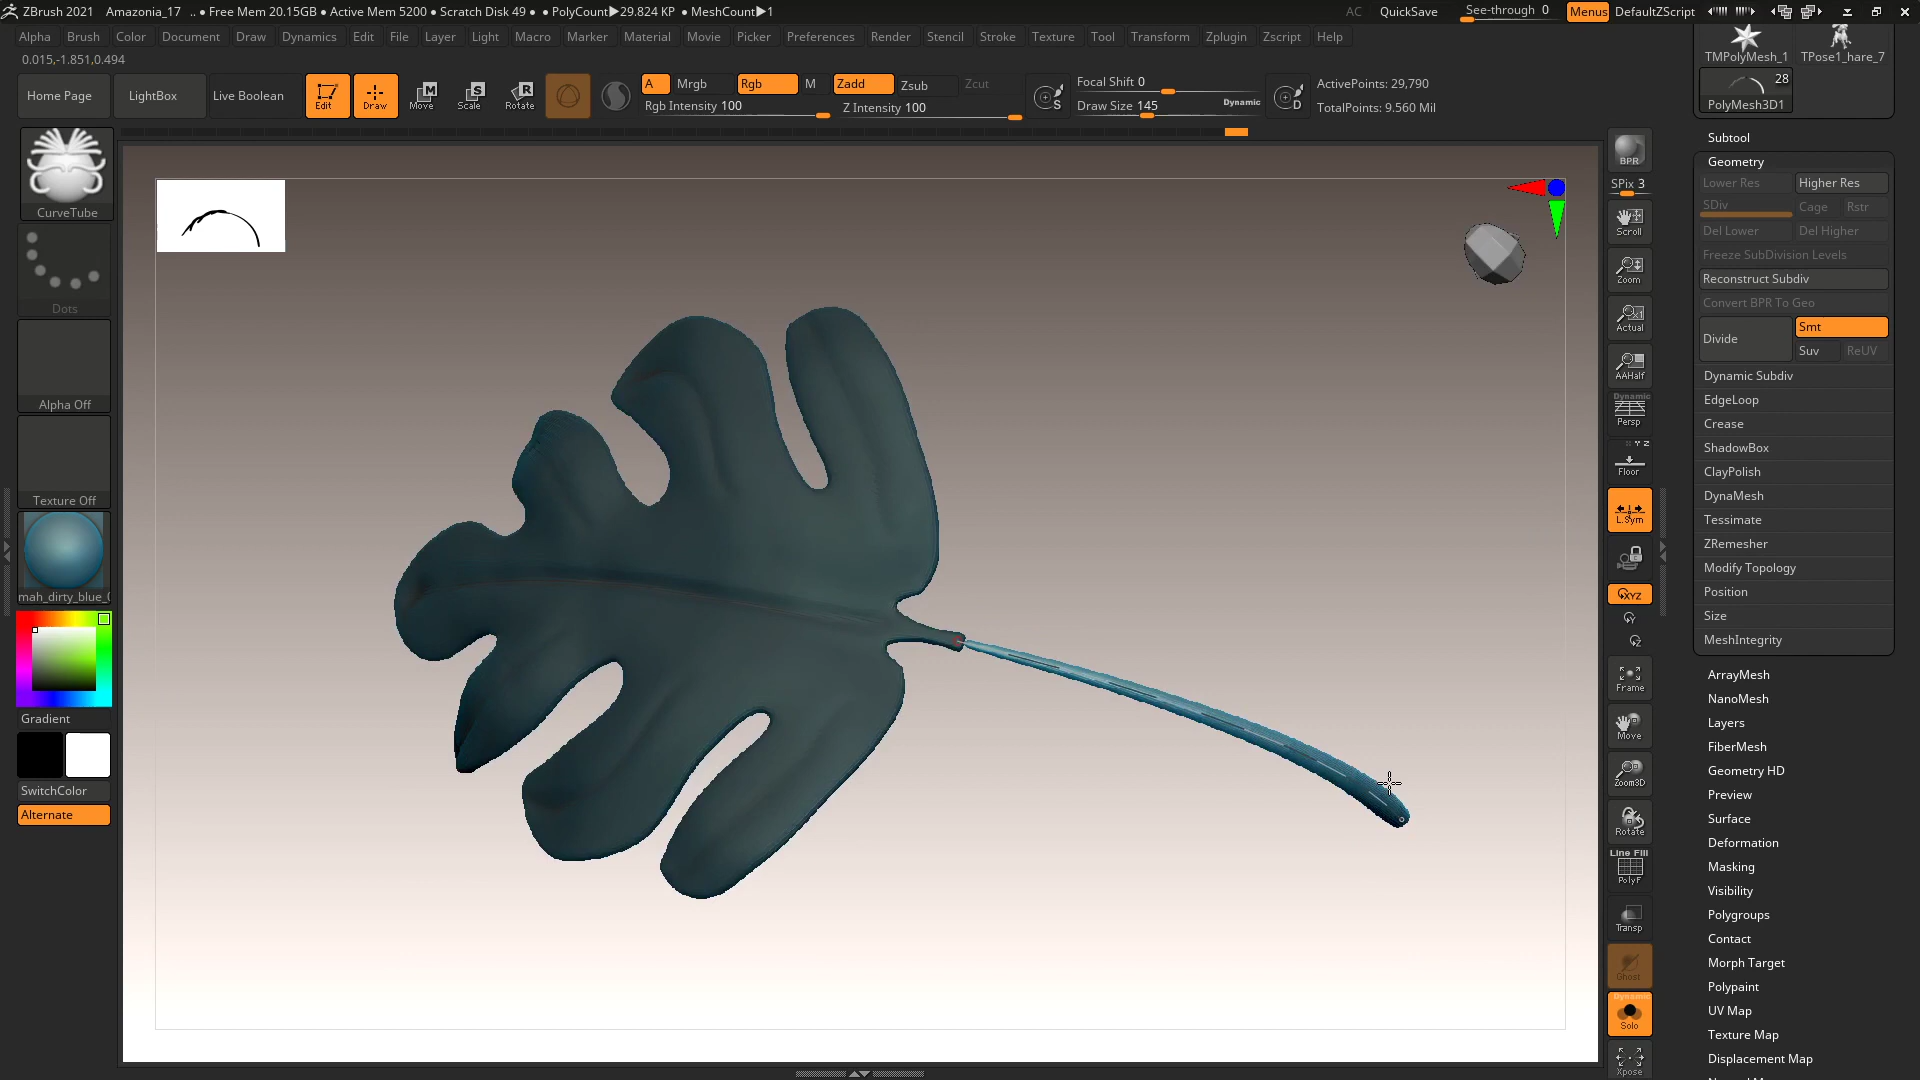 ZBrush 2021 Amazonia_17 .. • Free Mem 20.15GB • Active Mem 5200 • Scratch Disk 49 • • PolyCount▶29.824 KP • MeshCount▶1 AC QuickSave See-through 0 Menus DefaultZScript
Alpha Brush Color Document Draw Dynamics Edit File Layer Light Macro Marker Material Movie Picker Preferences Render Stencil Stroke Texture Tool Transform Zplugin Zscript Help
0.015,-1.851,0.494
Home Page LightBox Live Boolean Edit Draw Move Scale Rotate
A Mrgb Rgb M Zadd Zsub Zcut
Rgb Intensity 100 Z Intensity 100
Focal Shift 0
Draw Size 145 Dynamic
ActivePoints: 29,790
TotalPoints: 9.560 Mil
CurveTube
Dots
Alpha Off
Texture Off
Gradient
SwitchColor
Alternate
BPR
SPix 3
Scroll
Zoom
Actual
AAHalf
Dynamic
Persp
Floor
L.Sym
XYZ
Frame
Move
Zoom3D
Rotate
Line Fill
PolyF
Transp
Ghost
Dynamic
Solo
Xpose
TMPolyMesh_1 TPose1_hare_7
28
PolyMesh3D1
Subtool
Geometry
Lower Res Higher Res
SDiv Cage Rstr
Del Lower Del Higher
Freeze SubDivision Levels
Reconstruct Subdiv
Convert BPR To Geo
Divide Smt
Suv ReUV
Dynamic Subdiv
EdgeLoop
Crease
ShadowBox
ClayPolish
DynaMesh
Tessimate
ZRemesher
Modify Topology
Position
Size
MeshIntegrity
ArrayMesh
NanoMesh
Layers
FiberMesh
Geometry HD
Preview
Surface
Deformation
Masking
Visibility
Polygroups
Contact
Morph Target
Polypaint
UV Map
Texture Map
Displacement Map